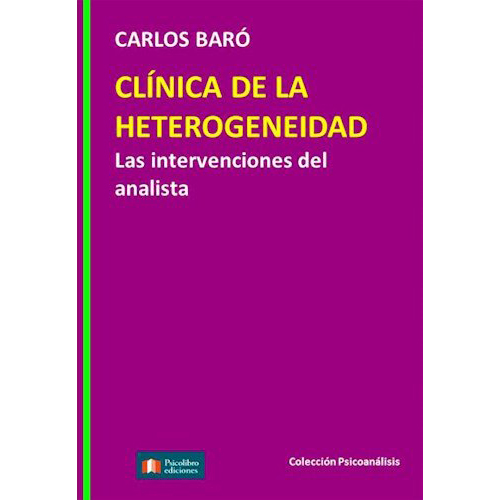 CARLOS BARÓ
CLÍNICA DE LA
HETEROGENEIDAD
Las intervenciones del
analista
Psicolibro
ediciones
Colección Psicoanálisis